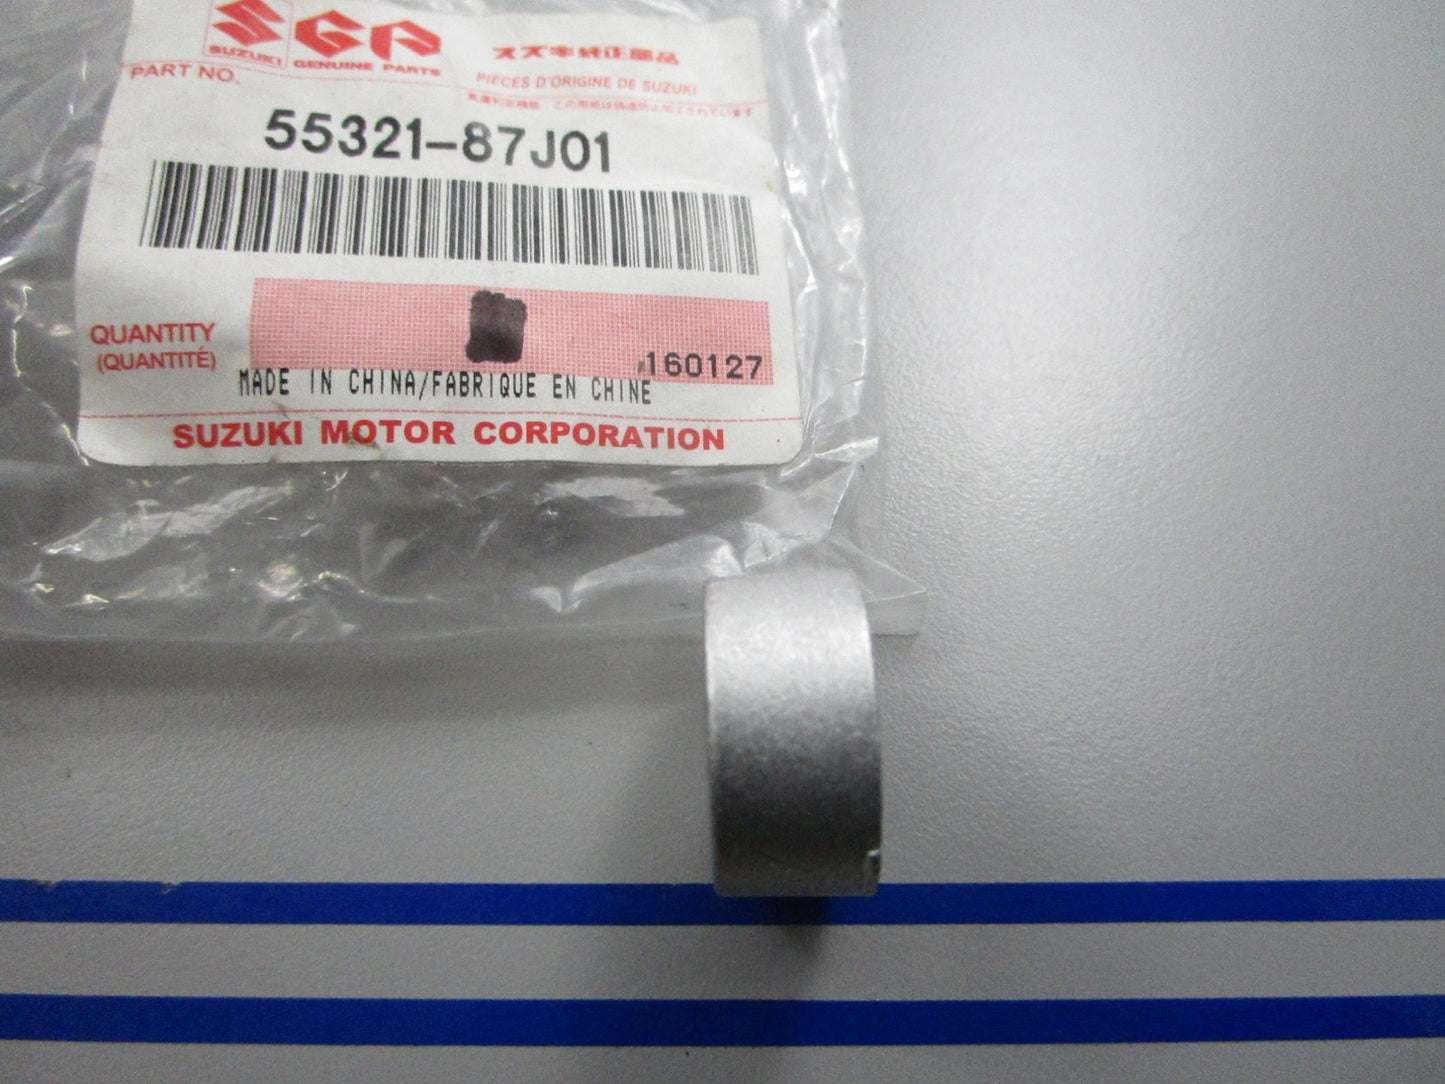 SUZUKI
SGP
GENUINE PARTS
スズキ純正部品
PIÈCES D'ORIGINE DE SUZUKI
PART NO.
55321-87J01
QUANTITY
(QUANTITÉ)
160127
MADE IN CHINA/FABRIQUE EN CHINE
SUZUKI MOTOR CORPORATION